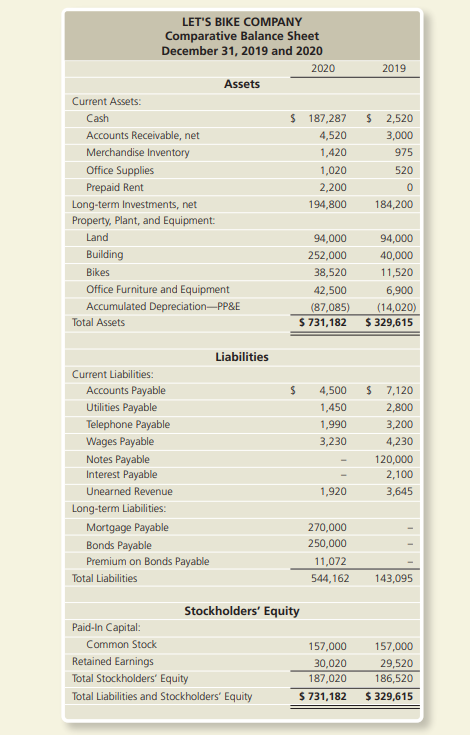 LET'S BIKE COMPANY
Comparative Balance Sheet
December 31, 2019 and 2020
2020 2019
Assets
Current Assets:
Cash $ 187,287 $ 2,520
Accounts Receivable, net 4,520 3,000
Merchandise Inventory 1,420 975
Office Supplies 1,020 520
Prepaid Rent 2,200 0
Long-term Investments, net 194,800 184,200
Property, Plant, and Equipment:
Land 94,000 94,000
Building 252,000 40,000
Bikes 38,520 11,520
Office Furniture and Equipment 42,500 6,900
Accumulated Depreciation—PP&E (87,085) (14,020)
Total Assets $ 731,182 $ 329,615
Liabilities
Current Liabilities:
Accounts Payable $ 4,500 $ 7,120
Utilities Payable 1,450 2,800
Telephone Payable 1,990 3,200
Wages Payable 3,230 4,230
Notes Payable – 120,000
Interest Payable – 2,100
Unearned Revenue 1,920 3,645
Long-term Liabilities:
Mortgage Payable 270,000 –
Bonds Payable 250,000 –
Premium on Bonds Payable 11,072 –
Total Liabilities 544,162 143,095
Stockholders' Equity
Paid-In Capital:
Common Stock 157,000 157,000
Retained Earnings 30,020 29,520
Total Stockholders' Equity 187,020 186,520
Total Liabilities and Stockholders' Equity $ 731,182 $ 329,615